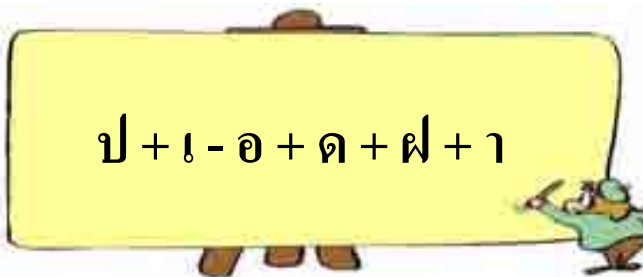 ป + เ - อ + ด + ฝ + า